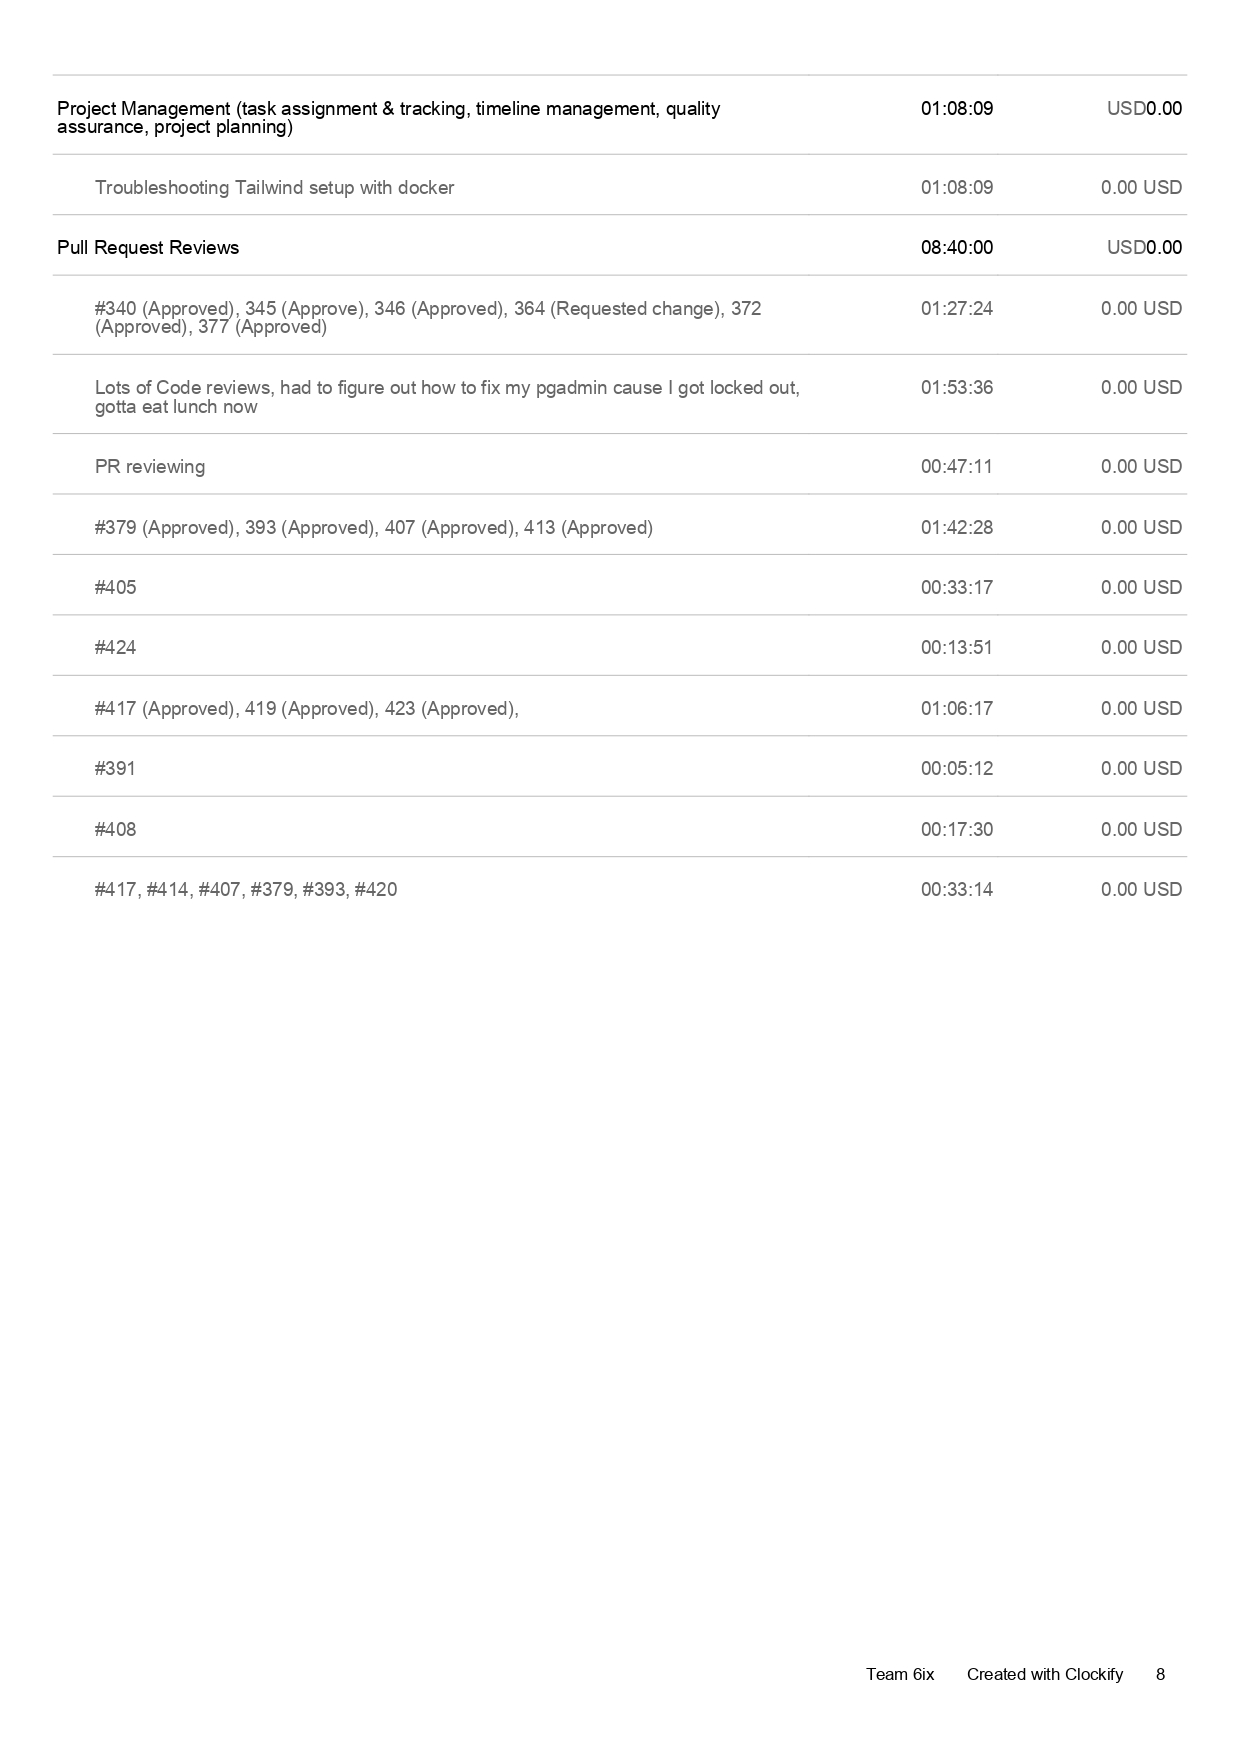 Project Management (task assignment & tracking, timeline management, quality 01:08:09 USD0.00
assurance, project planning)
Troubleshooting Tailwind setup with docker 01:08:09 0.00 USD
Pull Request Reviews 08:40:00 USD0.00
#340 (Approved), 345 (Approve), 346 (Approved), 364 (Requested change), 372 01:27:24 0.00 USD
(Approved), 377 (Approved)
Lots of Code reviews, had to figure out how to fix my pgadmin cause I got locked out, 01:53:36 0.00 USD
gotta eat lunch now
PR reviewing 00:47:11 0.00 USD
#379 (Approved), 393 (Approved), 407 (Approved), 413 (Approved) 01:42:28 0.00 USD
#405 00:33:17 0.00 USD
#424 00:13:51 0.00 USD
#417 (Approved), 419 (Approved), 423 (Approved), 01:06:17 0.00 USD
#391 00:05:12 0.00 USD
#408 00:17:30 0.00 USD
#417, #414, #407, #379, #393, #420 00:33:14 0.00 USD
Team 6ix Created with Clockify 8